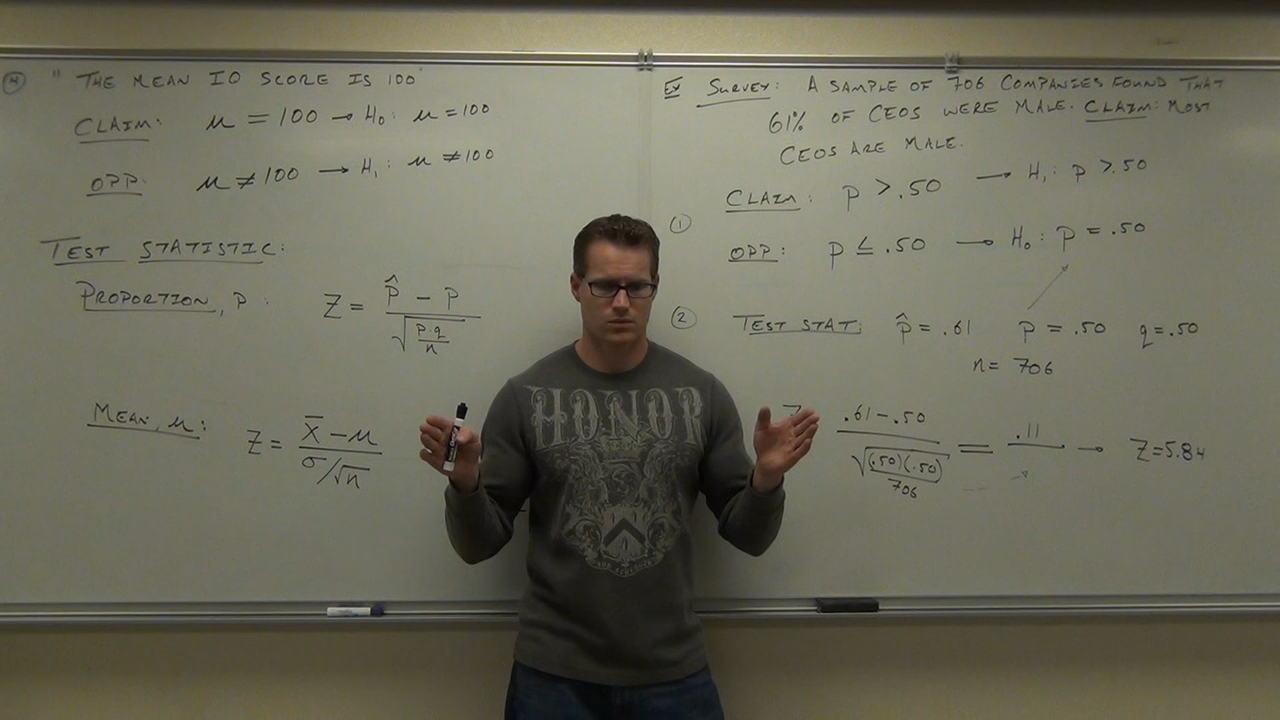 ④ " THE MEAN IQ SCORE IS 100"
CLAIM: μ = 100 → H₀: μ = 100
OPP: μ ≠ 100 → H₁: μ ≠ 100
TEST STATISTIC:
PROPORTION, P: Z = (p̂ - p) / √(p·q/n)
MEAN, μ: Z = (x̄ - μ) / (σ/√n)
EX SURVEY: A SAMPLE OF 706 COMPANIES FOUND THAT
61% OF CEOS WERE MALE. CLAIM: MOST
CEOS ARE MALE.
① CLAIM: p > .50 → H₁: p > .50
OPP: p ≤ .50 → H₀: p = .50
② TEST STAT: p̂ = .61 p = .50 q = .50
n = 706
Z (.61 - .50) / √((.50)(.50)/706) = .11 / → Z = 5.84
HONOR